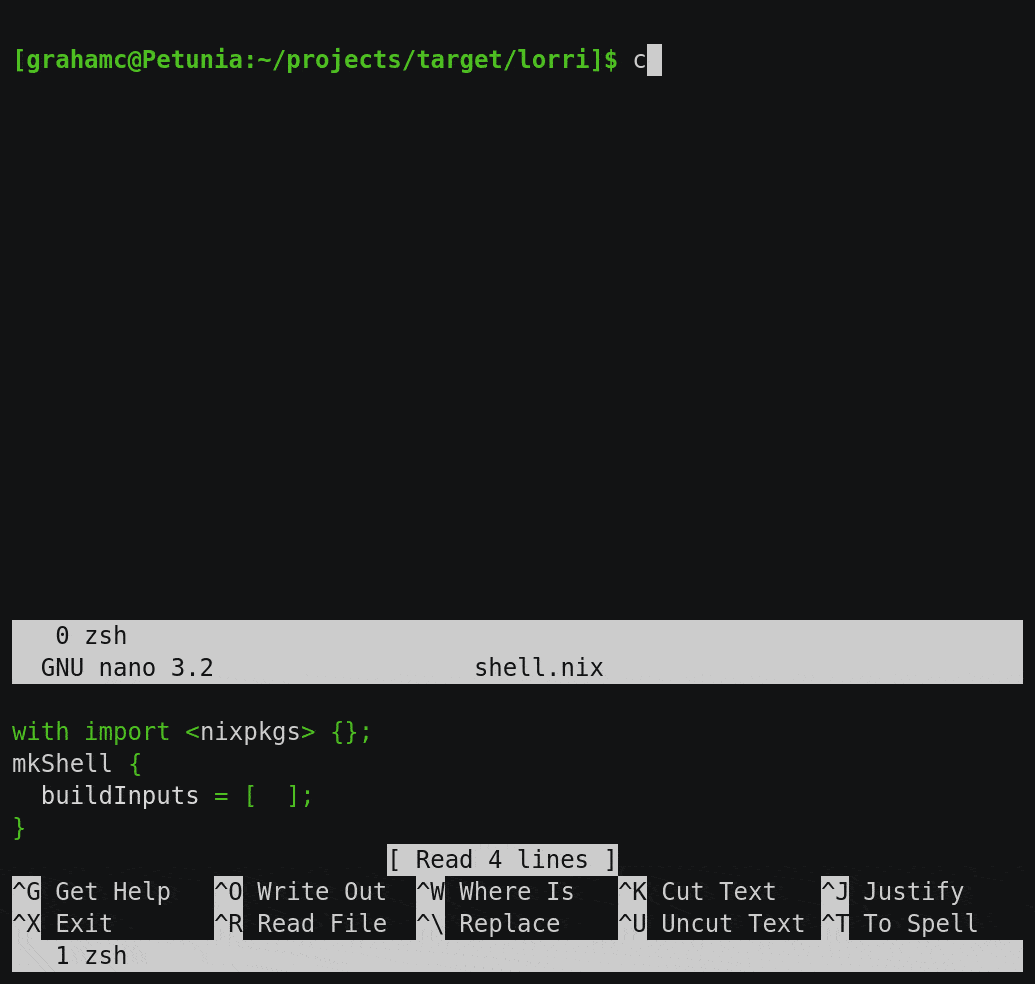 [grahamc@Petunia:~/projects/target/lorri]$ c
0 zsh
GNU nano 3.2 shell.nix
with import <nixpkgs> {};
mkShell {
  buildInputs = [  ];
}
[ Read 4 lines ]
^G Get Help ^O Write Out ^W Where Is ^K Cut Text ^J Justify
^X Exit ^R Read File ^\ Replace ^U Uncut Text ^T To Spell
1 zsh